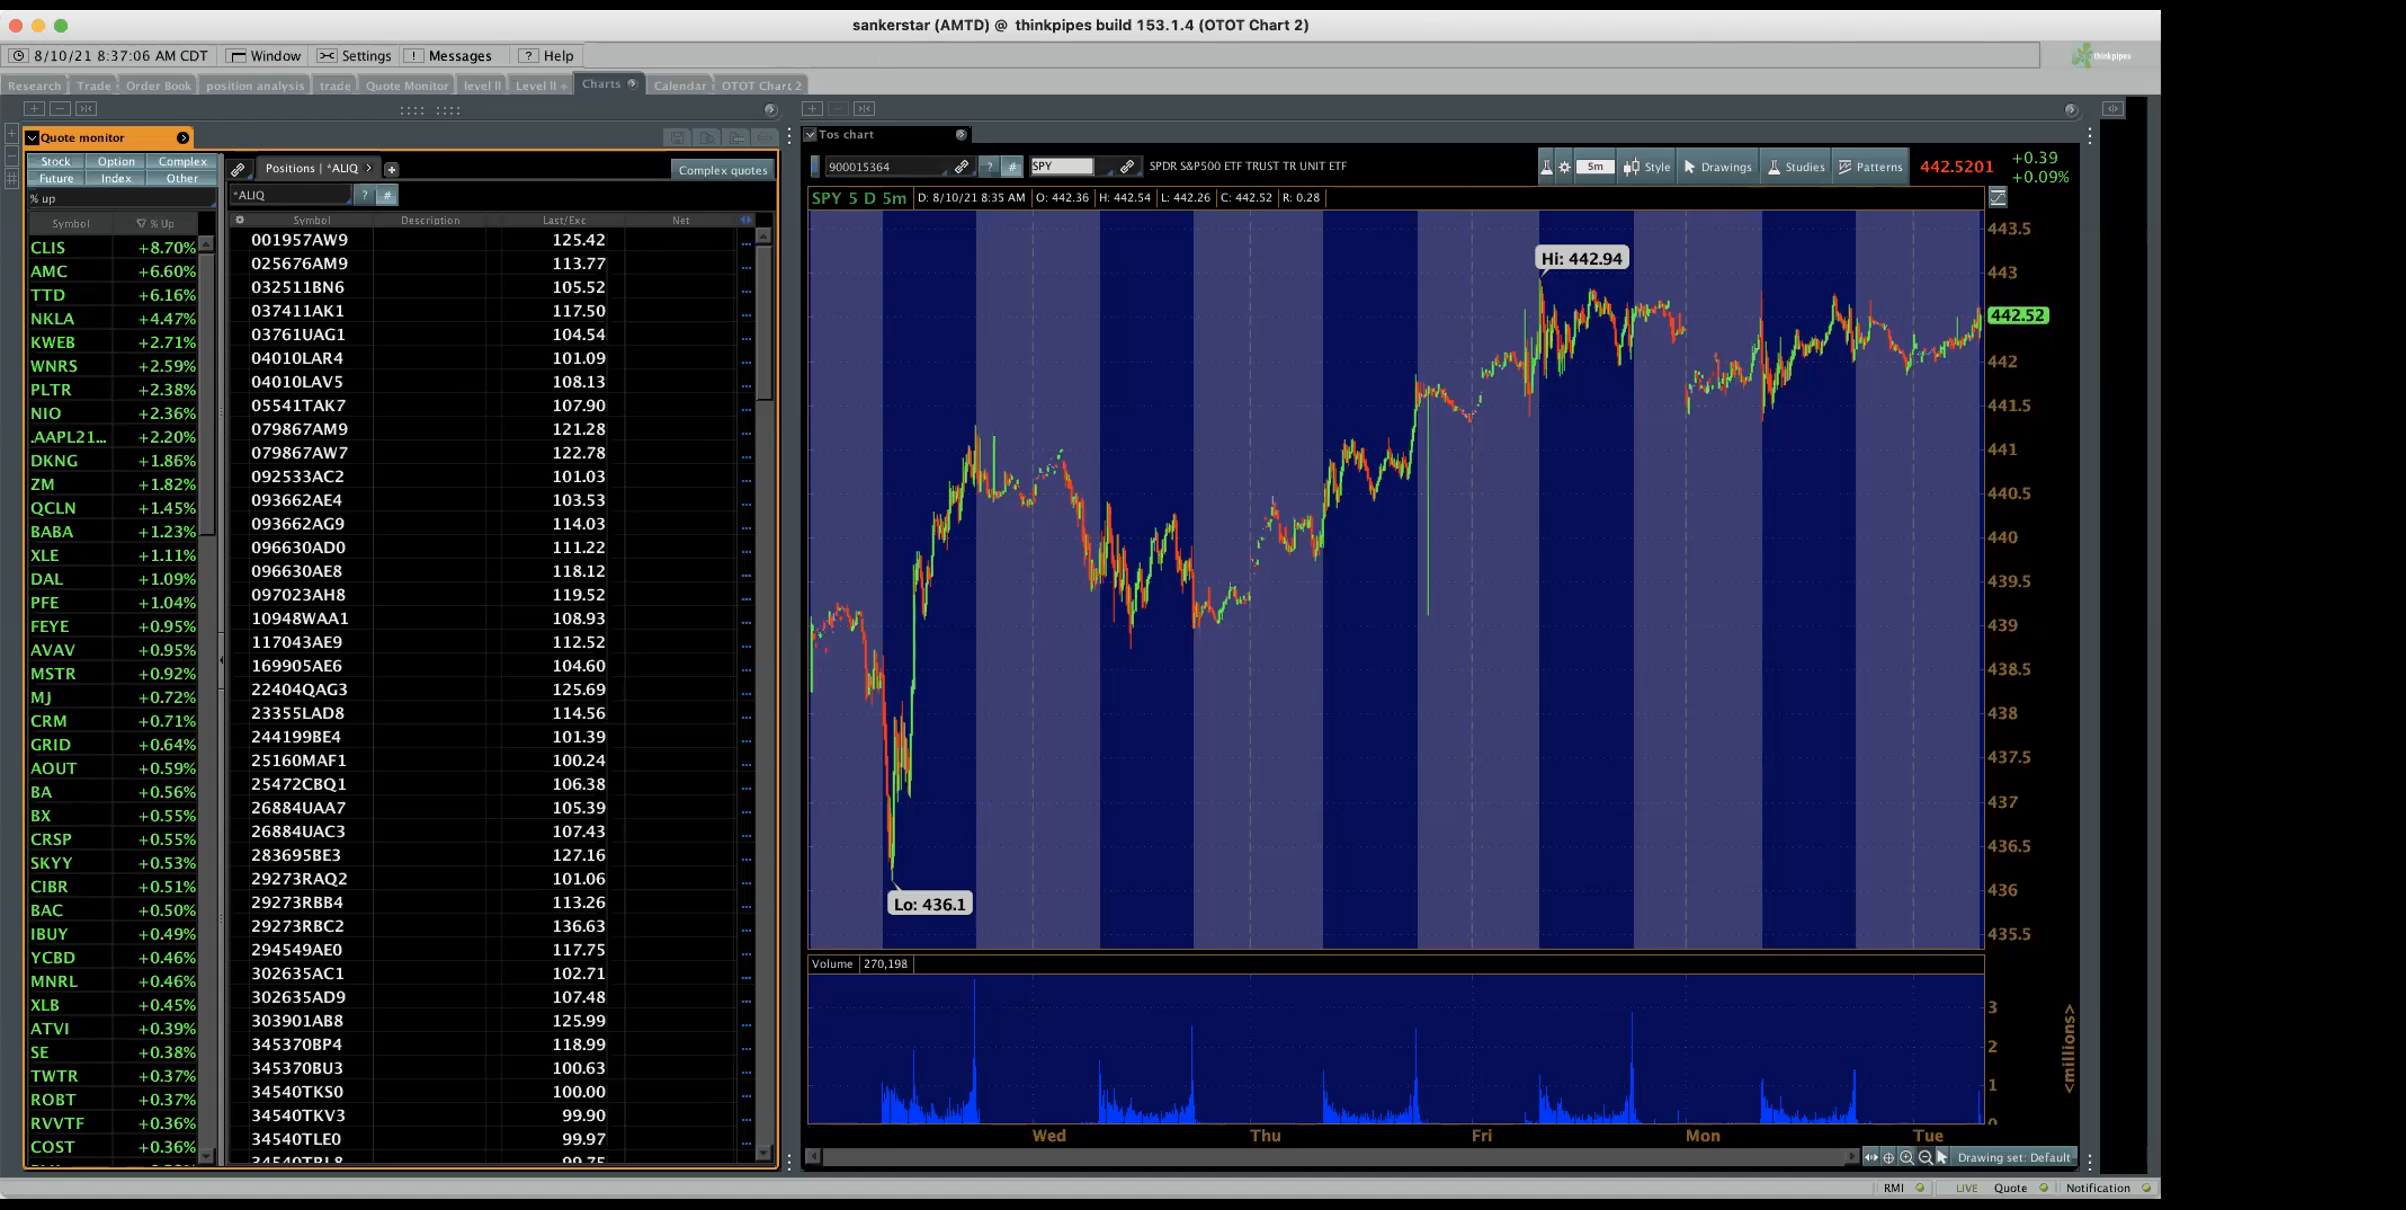 sankerstar (AMTD) @ thinkpipes build 153.1.4 (OTOT Chart 2)
8/10/21 8:37:06 AM CDT Window Settings ! Messages ? Help
thinkpipes
Research Trade Order Book position analysis trade Quote Monitor level II Level II + Charts Calendar OTOT Chart 2
Quote monitor
Stock Option Complex
Future Index Other
% up
Symbol % Up
CLIS +8.70%
AMC +6.60%
TTD +6.16%
NKLA +4.47%
KWEB +2.71%
WNRS +2.59%
PLTR +2.38%
NIO +2.36%
.AAPL21... +2.20%
DKNG +1.86%
ZM +1.82%
QCLN +1.45%
BABA +1.23%
XLE +1.11%
DAL +1.09%
PFE +1.04%
FEYE +0.95%
AVAV +0.95%
MSTR +0.92%
MJ +0.72%
CRM +0.71%
GRID +0.64%
AOUT +0.59%
BA +0.56%
BX +0.55%
CRSP +0.55%
SKYY +0.53%
CIBR +0.51%
BAC +0.50%
IBUY +0.49%
YCBD +0.46%
MNRL +0.46%
XLB +0.45%
ATVI +0.39%
SE +0.38%
TWTR +0.37%
ROBT +0.37%
RVVTF +0.36%
COST +0.36%
Positions | *ALIQ > +
Complex quotes
*ALIQ ? #
Symbol Description Last/Exc Net
001957AW9 125.42 ...
025676AM9 113.77 ...
032511BN6 105.52 ...
037411AK1 117.50 ...
03761UAG1 104.54 ...
04010LAR4 101.09 ...
04010LAV5 108.13 ...
05541TAK7 107.90 ...
079867AM9 121.28 ...
079867AW7 122.78 ...
092533AC2 101.03 ...
093662AE4 103.53 ...
093662AG9 114.03 ...
096630AD0 111.22 ...
096630AE8 118.12 ...
097023AH8 119.52 ...
10948WAA1 108.93 ...
117043AE9 112.52 ...
169905AE6 104.60 ...
22404QAG3 125.69 ...
23355LAD8 114.56 ...
244199BE4 101.39 ...
25160MAF1 100.24 ...
25472CBQ1 106.38 ...
26884UAA7 105.39 ...
26884UAC3 107.43 ...
283695BE3 127.16 ...
29273RAQ2 101.06 ...
29273RBB4 113.26 ...
29273RBC2 136.63 ...
294549AE0 117.75 ...
302635AC1 102.71 ...
302635AD9 107.48 ...
303901AB8 125.99 ...
345370BP4 118.99 ...
345370BU3 100.63 ...
34540TKS0 100.00 ...
34540TKV3 99.90 ...
34540TLE0 99.97 ...
Tos chart
900015364 ? # SPY SPDR S&P500 ETF TRUST TR UNIT ETF
5m Style Drawings Studies Patterns 442.5201 +0.39
+0.09%
SPY 5 D 5m D: 8/10/21 8:35 AM O: 442.36 H: 442.54 L: 442.26 C: 442.52 R: 0.28
Hi: 442.94
Lo: 436.1
443.5
443
442.52
442
441.5
441
440.5
440
439.5
439
438.5
438
437.5
437
436.5
436
435.5
Volume 270,198
3
2
1
0
<millions>
Wed Thu Fri Mon Tue
Drawing set: Default
RMI LIVE Quote Notification